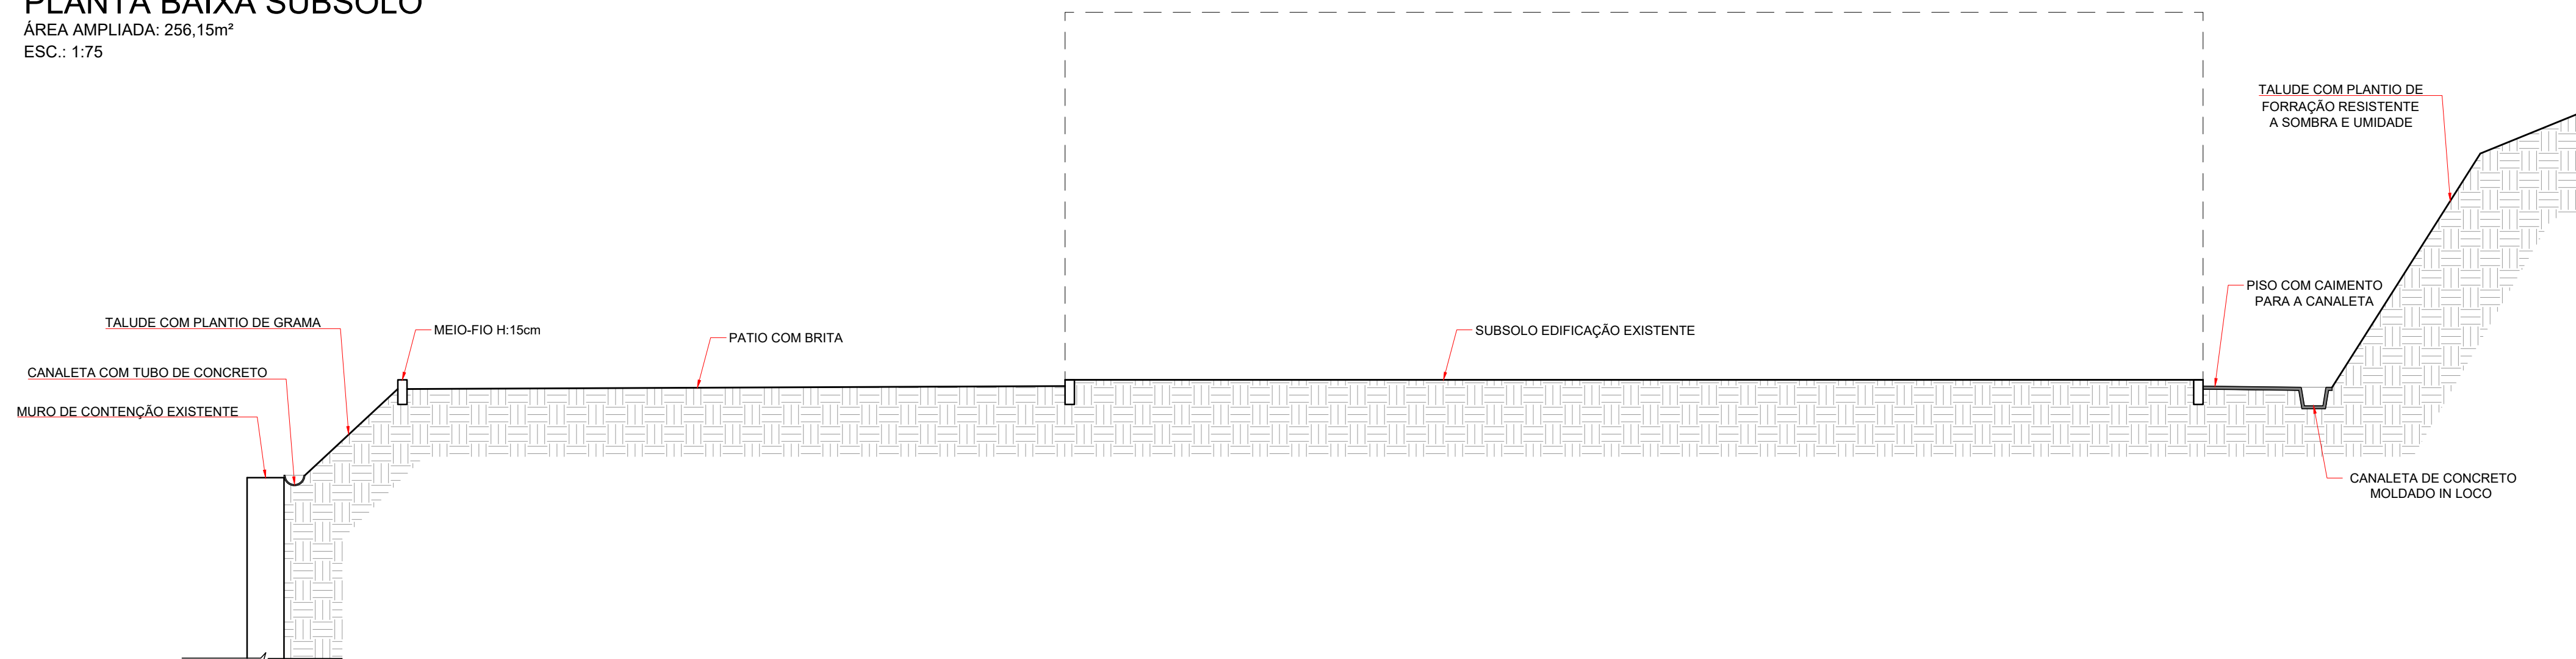 PLANTA BAIXA SUBSOLO
ÁREA AMPLIADA: 256,15m²
ESC.: 1:75
TALUDE COM PLANTIO DE
FORRAÇÃO RESISTENTE
A SOMBRA E UMIDADE
PISO COM CAIMENTO
PARA A CANALETA
TALUDE COM PLANTIO DE GRAMA
MEIO-FIO H:15cm
PATIO COM BRITA
SUBSOLO EDIFICAÇÃO EXISTENTE
CANALETA COM TUBO DE CONCRETO
MURO DE CONTENÇÃO EXISTENTE
CANALETA DE CONCRETO
MOLDADO IN LOCO